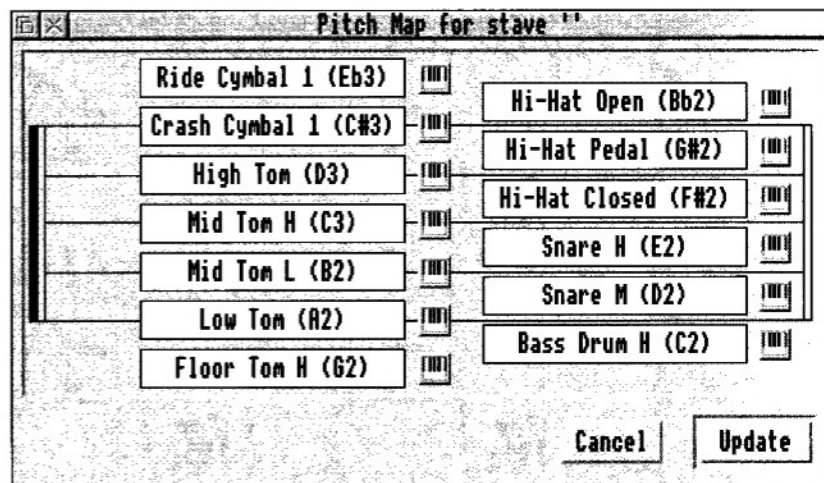 Pitch Map for stave ''
Ride Cymbal 1 (Eb3)
Crash Cymbal 1 (C#3)
High Tom (D3)
Mid Tom H (C3)
Mid Tom L (B2)
Low Tom (A2)
Floor Tom H (G2)
Hi-Hat Open (Bb2)
Hi-Hat Pedal (G#2)
Hi-Hat Closed (F#2)
Snare H (E2)
Snare M (D2)
Bass Drum H (C2)
Cancel
Update